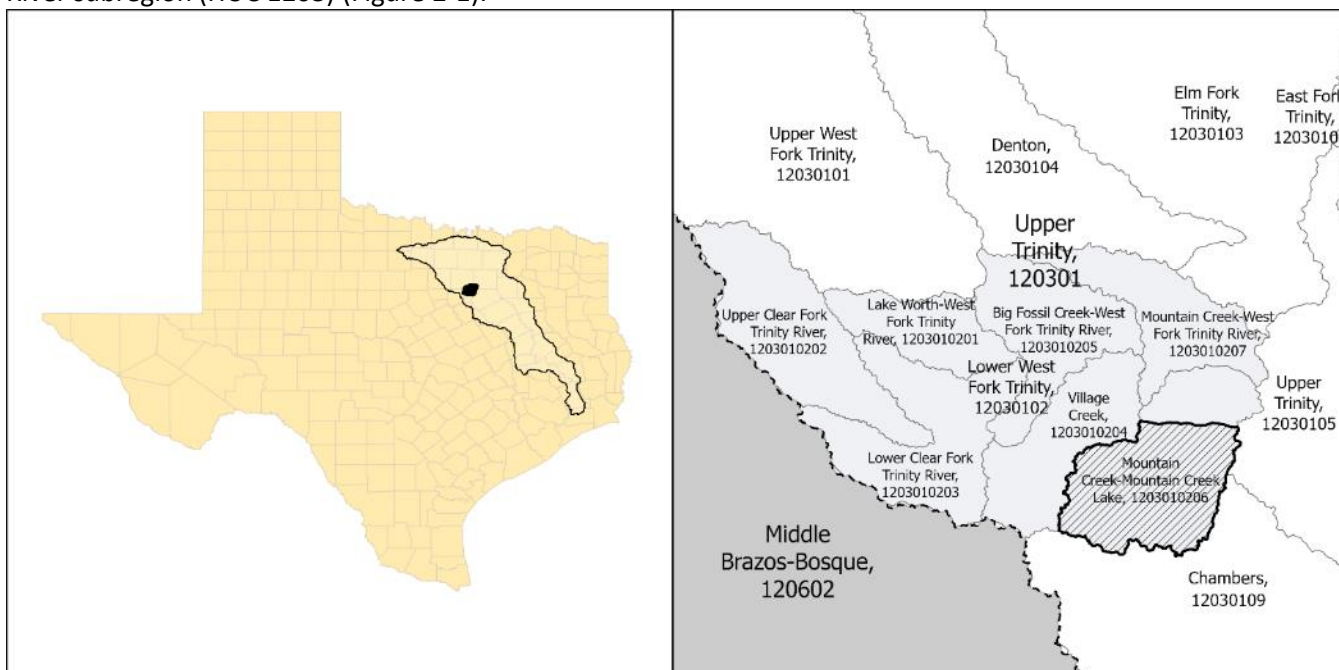 River subregion (HUC 1203) (Figure 2-1).
Elm Fork
Trinity,
12030103
East Fork
Trinity,
1203010
Upper West
Fork Trinity,
12030101
Denton,
12030104
Upper
Trinity,
120301
Upper Clear Fork
Trinity River,
1203010202
Lake Worth-West
Fork Trinity
River, 1203010201
Big Fossil Creek-West
Fork Trinity River,
1203010205
Mountain Creek-West
Fork Trinity River,
1203010207
Lower West
Fork Trinity,
12030102
Village
Creek,
1203010204
Upper
Trinity,
12030105
Lower Clear Fork
Trinity River,
1203010203
Mountain
Creek-Mountain Creek
Lake, 1203010206
Middle
Brazos-Bosque,
120602
Chambers,
12030109